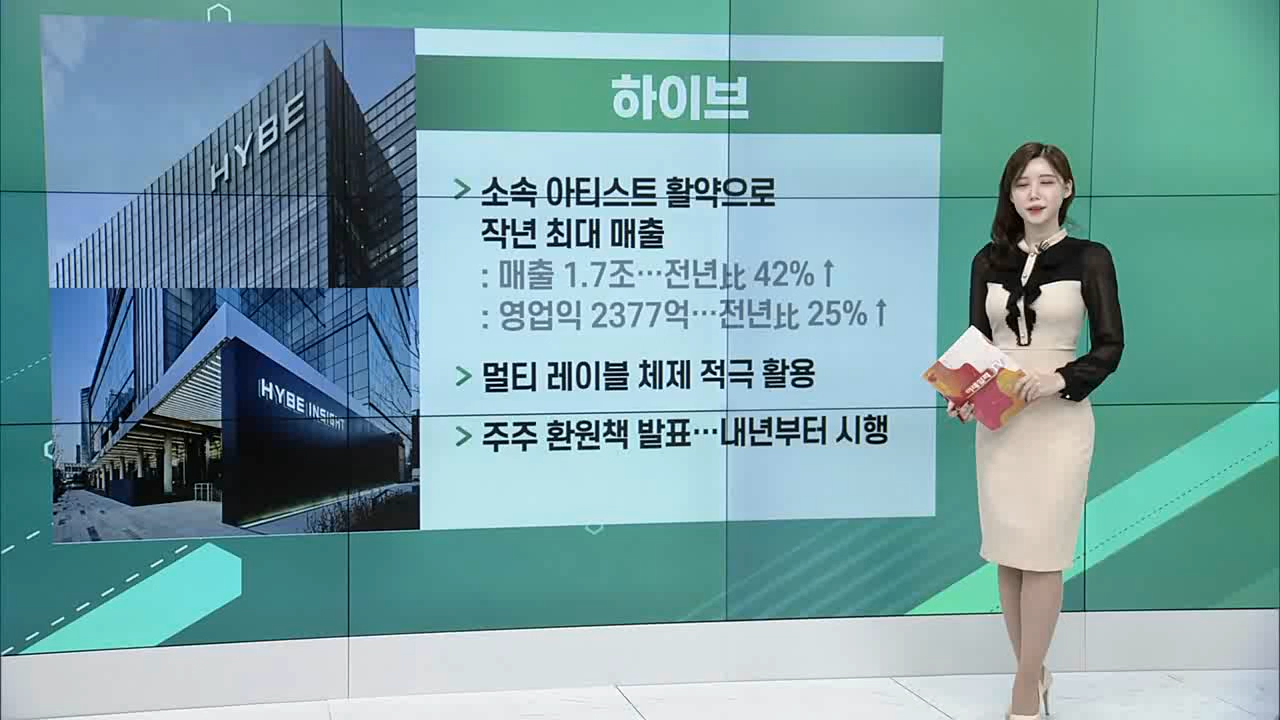 HYBE
HYBE INSIGHT
하이브
> 소속 아티스트 활약으로
작년 최대 매출
: 매출 1.7조…전년比 42%↑
: 영업익 2377억…전년比 25%↑
> 멀티 레이블 체제 적극 활용
> 주주 환원책 발표…내년부터 시행